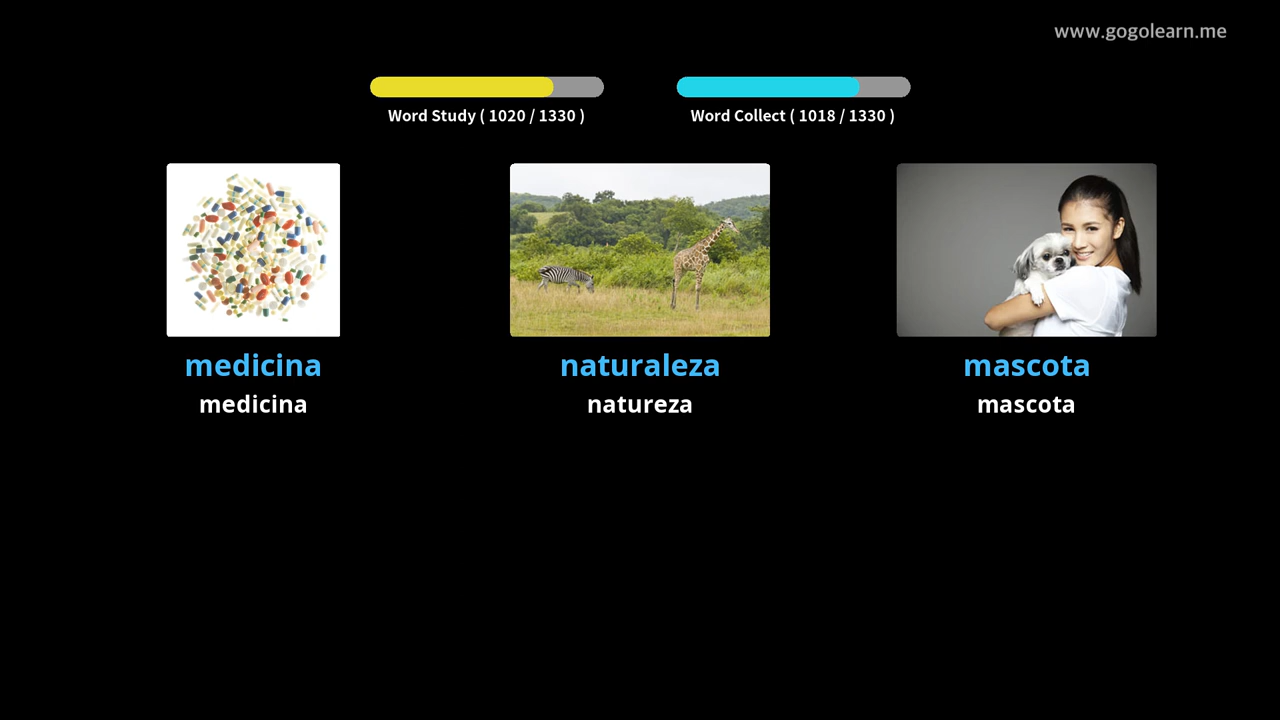 www.gogolearn.me
Word Study ( 1020 / 1330 )
Word Collect ( 1018 / 1330 )
medicina
medicina
naturaleza
natureza
mascota
mascota